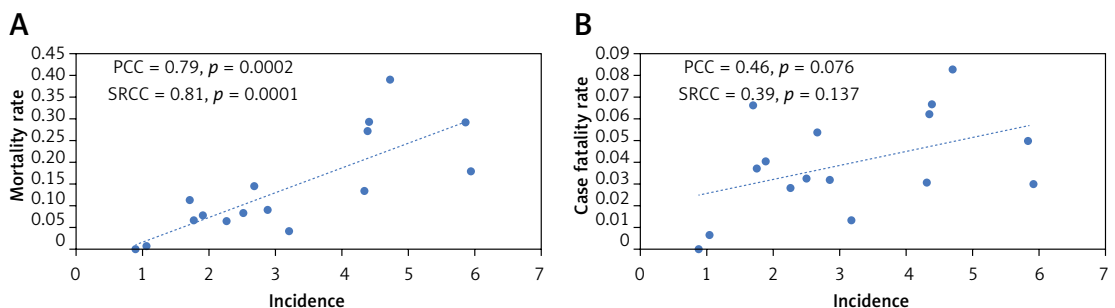 A
Mortality rate
0.45
0.40
0.35
0.30
0.25
0.20
0.15
0.10
0.05
0
PCC = 0.79, p = 0.0002
SRCC = 0.81, p = 0.0001
0 1 2 3 4 5 6 7
Incidence
B
Case fatality rate
0.09
0.08
0.07
0.06
0.05
0.04
0.03
0.02
0.01
0
PCC = 0.46, p = 0.076
SRCC = 0.39, p = 0.137
0 1 2 3 4 5 6 7
Incidence